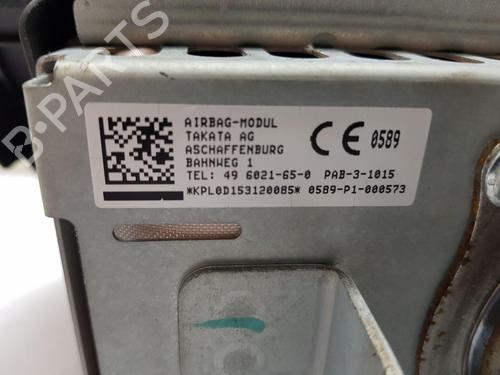 AIRBAG-MODUL
TAKATA AG
ASCHAFFENBURG
BAHNWEG 1
TEL: 49 6021-65-0 PAB-3-1015
*KPL0D153120085* 0589-P1-000573
CE 0589
B-PARTS